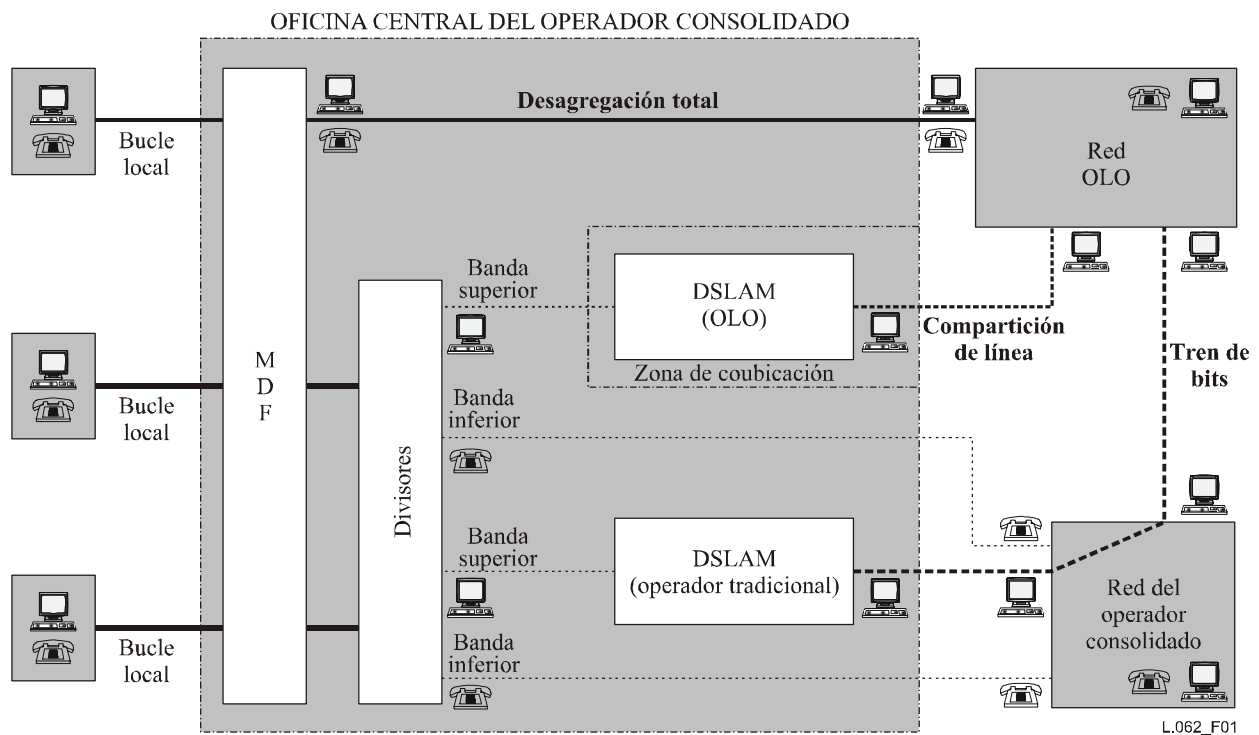 OFICINA CENTRAL DEL OPERADOR CONSOLIDADO
Desagregación total
Bucle
local
Red
OLO
Banda
superior
DSLAM
(OLO)
Zona de coubicación
Compartición
de línea
Tren de
bits
M
D
F
Bucle
local
Banda
inferior
Divisores
Banda
superior
DSLAM
(operador tradicional)
Red del
operador
consolidado
Bucle
local
Banda
inferior
L.062_F01